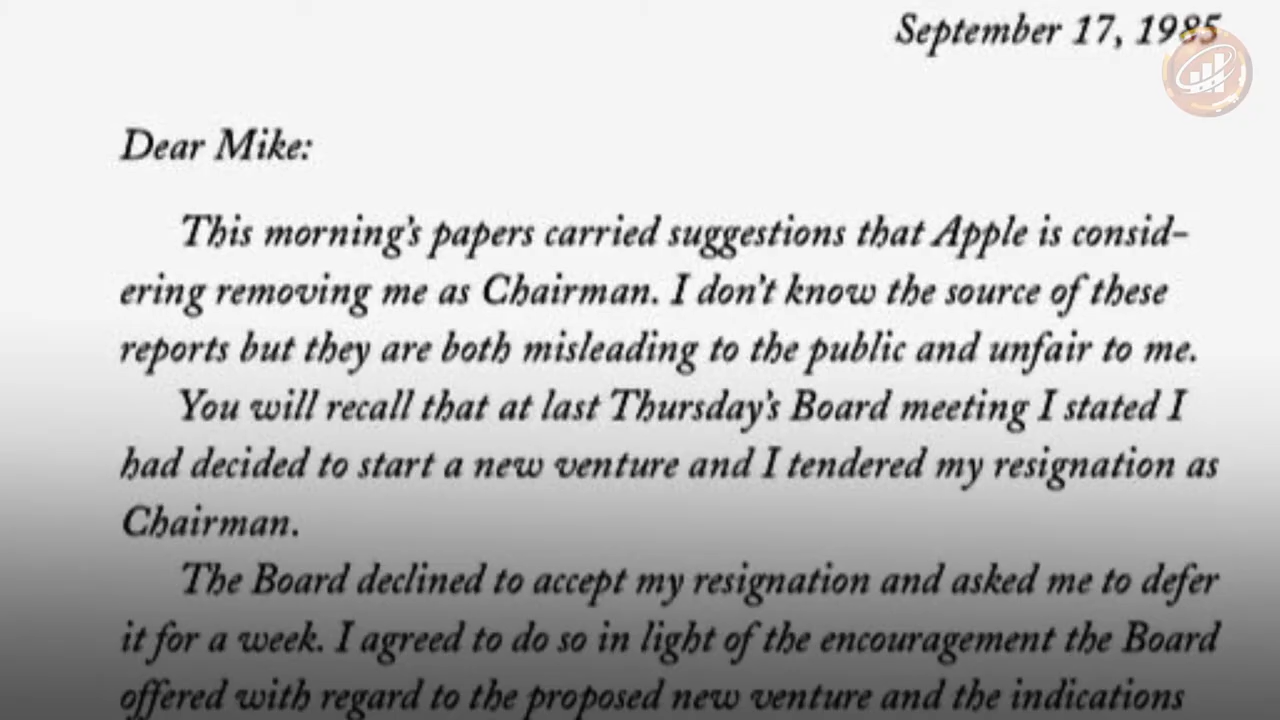 September 17, 1985
Dear Mike:
This morning's papers carried suggestions that Apple is consid-
ering removing me as Chairman. I don't know the source of these
reports but they are both misleading to the public and unfair to me.
You will recall that at last Thursday's Board meeting I stated I
had decided to start a new venture and I tendered my resignation as
Chairman.
The Board declined to accept my resignation and asked me to defer
it for a week. I agreed to do so in light of the encouragement the Board
offered with regard to the proposed new venture and the indications